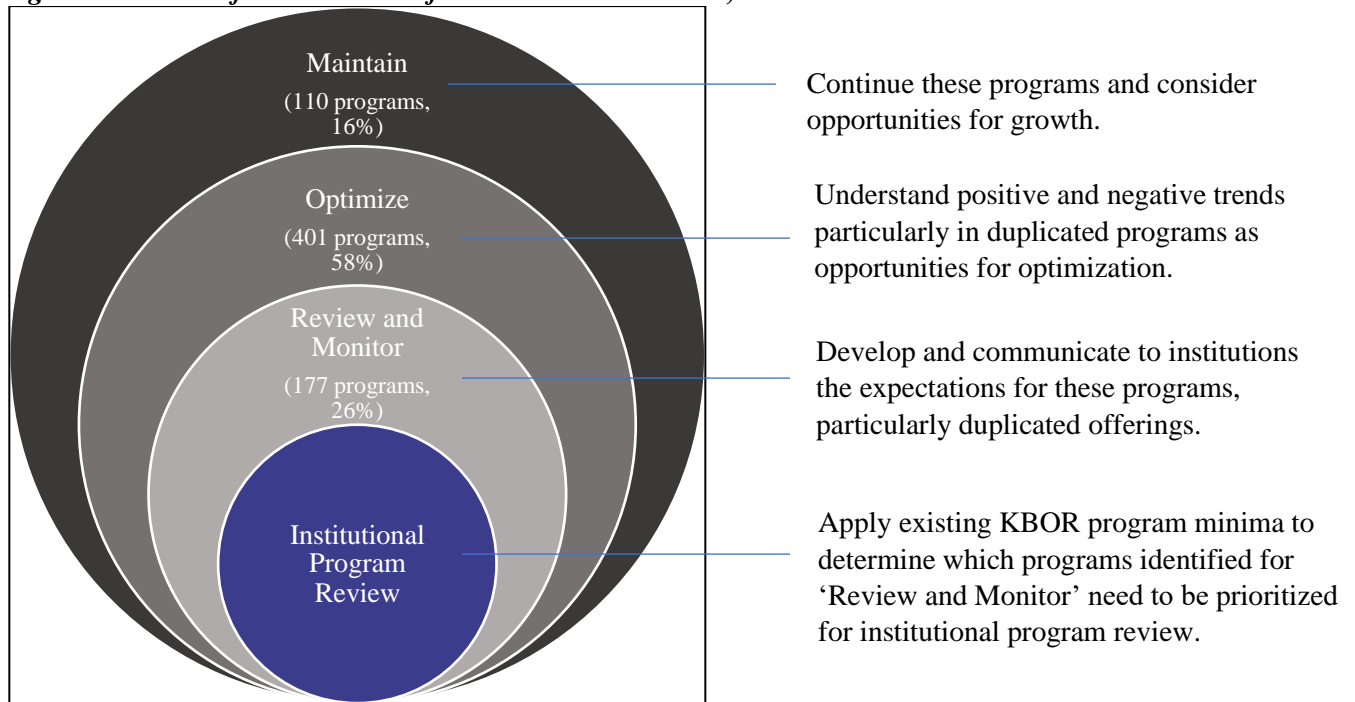 Maintain
(110 programs,
16%)
Continue these programs and consider
opportunities for growth.
Optimize
(401 programs,
58%)
Understand positive and negative trends
particularly in duplicated programs as
opportunities for optimization.
Review and
Monitor
(177 programs,
26%)
Develop and communicate to institutions
the expectations for these programs,
particularly duplicated offerings.
Institutional
Program
Review
Apply existing KBOR program minima to
determine which programs identified for
‘Review and Monitor’ need to be prioritized
for institutional program review.